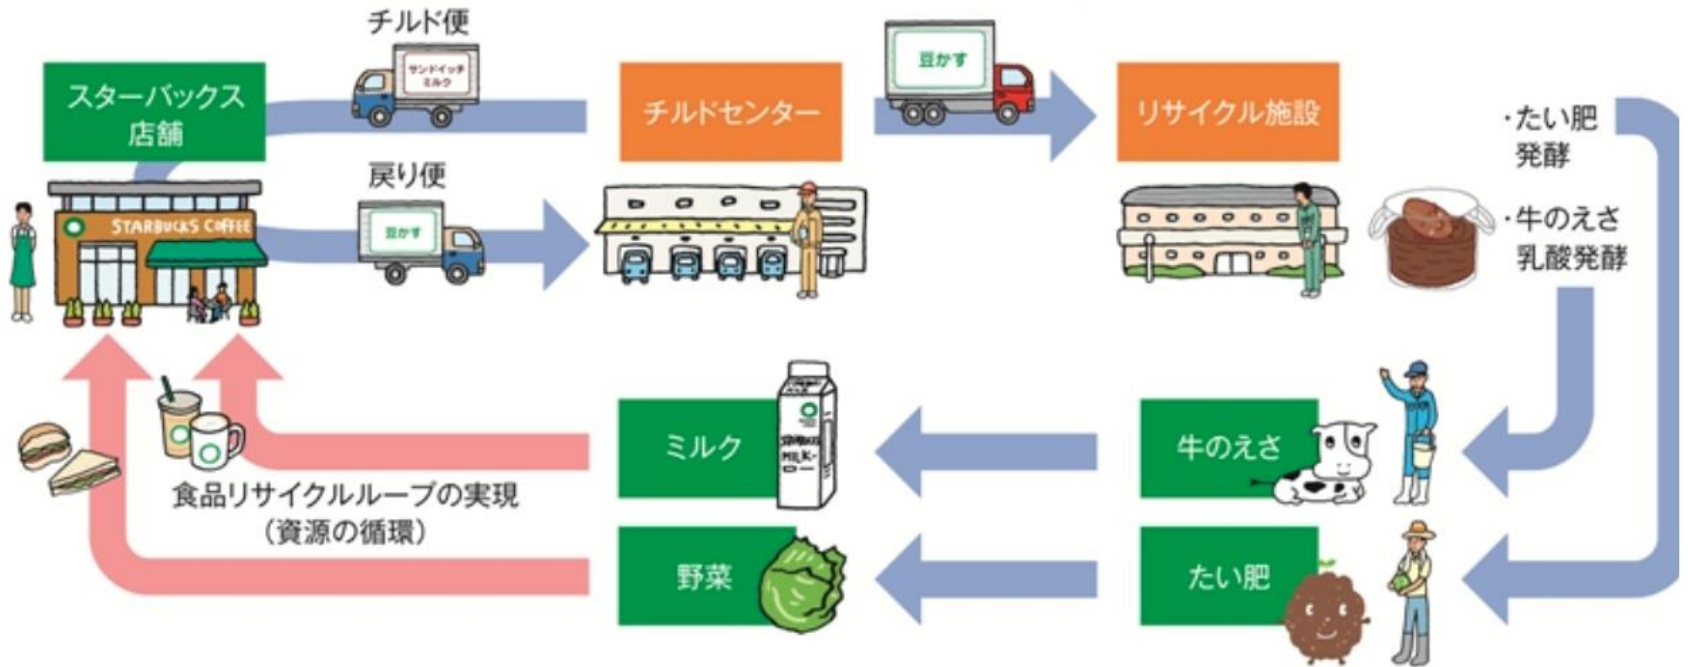 チルド便
サンドイッチ
ミルク
スターバックス
店舗
チルドセンター
豆かす
リサイクル施設
・たい肥
発酵
・牛のえさ
乳酸発酵
戻り便
豆かす
STARBUCKS COFFEE
ミルク
STARBUCKS
MILK-
牛のえさ
食品リサイクルループの実現
(資源の循環)
野菜
たい肥